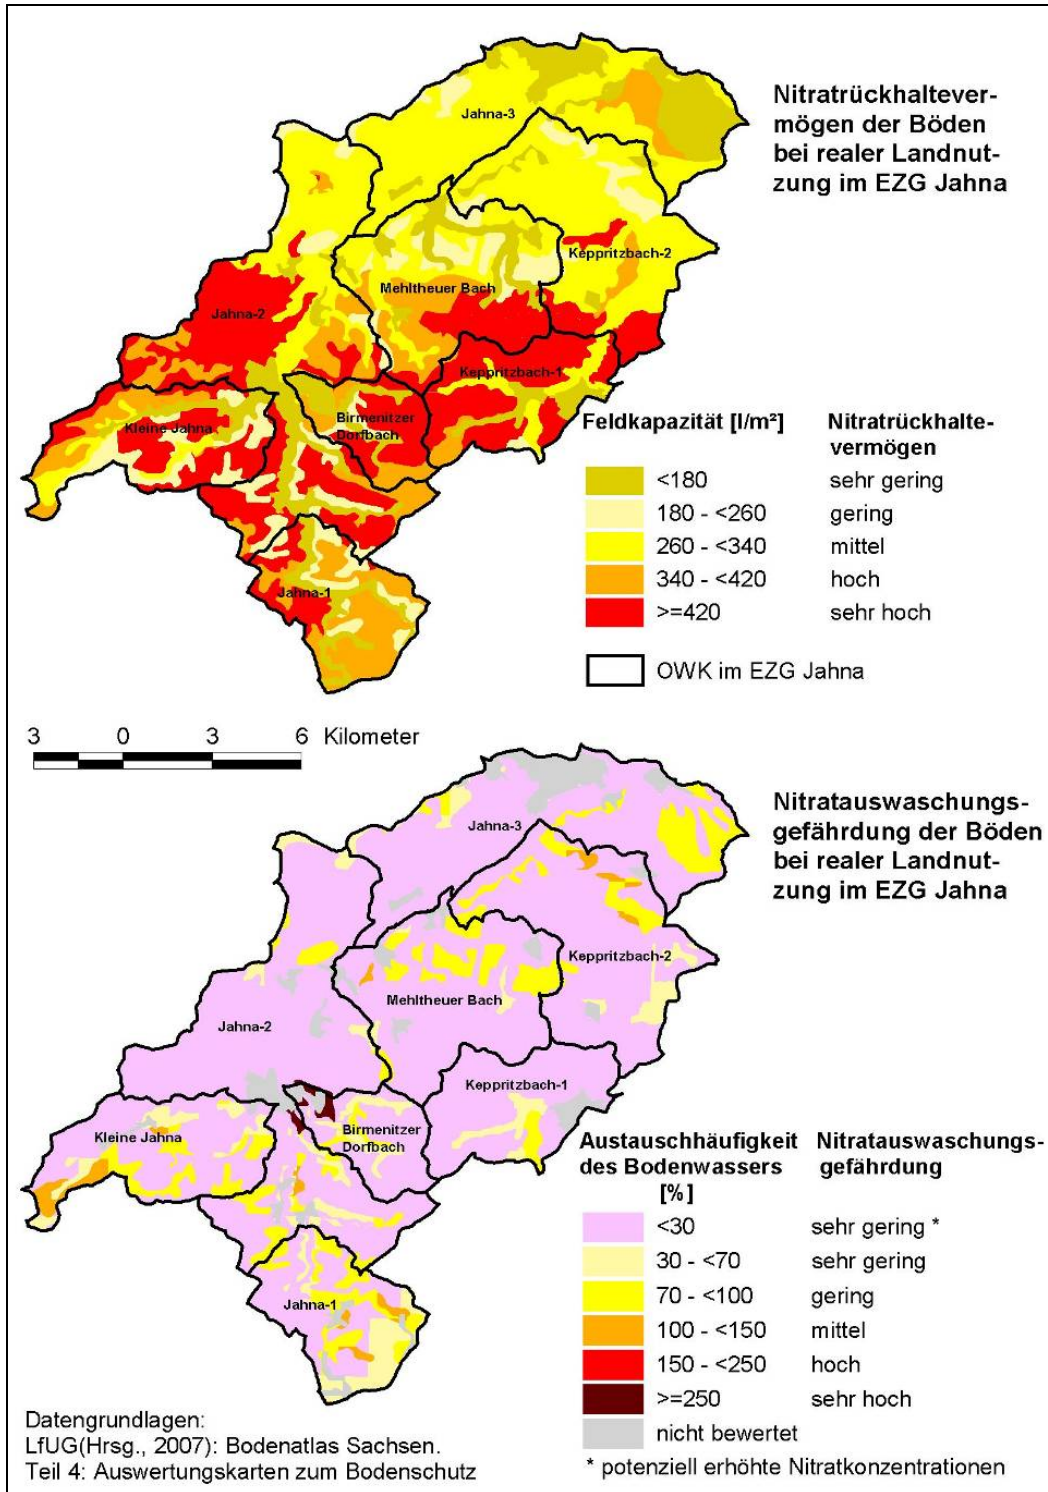 Nitratrückhaltever-
mögen der Böden
bei realer Landnut-
zung im EZG Jahna
Jahna-3
Keppritzbach-2
Mehltheuer Bach
Jahna-2
Keppritzbach-1
Birmenitzer
Dorfbach
Kleine Jahna
Jahna-1
Feldkapazität [l/m²] Nitratrückhalte-
vermögen
<180 sehr gering
180 - <260 gering
260 - <340 mittel
340 - <420 hoch
>=420 sehr hoch
OWK im EZG Jahna
3 0 3 6 Kilometer
Nitratauswaschungs-
gefährdung der Böden
bei realer Landnut-
zung im EZG Jahna
Jahna-3
Keppritzbach-2
Mehltheuer Bach
Jahna-2
Keppritzbach-1
Birmenitzer
Dorfbach
Kleine Jahna
Jahna-1
Austauschhäufigkeit Nitratauswaschungs-
des Bodenwassers gefährdung
[%]
<30 sehr gering *
30 - <70 sehr gering
70 - <100 gering
100 - <150 mittel
150 - <250 hoch
>=250 sehr hoch
nicht bewertet
* potenziell erhöhte Nitratkonzentrationen
Datengrundlagen:
LfUG(Hrsg., 2007): Bodenatlas Sachsen.
Teil 4: Auswertungskarten zum Bodenschutz